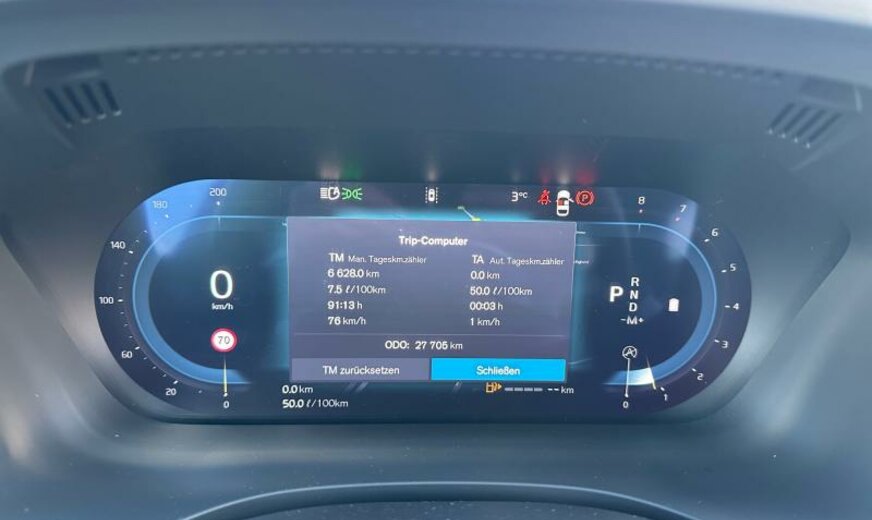 200
180
140
100
60
20
0
3°C
P
8
7
6
5
4
3
2
1
0
0
km/h
70
Trip-Computer
TM Man. Tageskmzähler
6 628.0 km
7.5 ℓ/100km
91:13 h
76 km/h
TA Aut. Tageskmzähler
0.0 km
50.0 ℓ/100km
00:03 h
1 km/h
ODO: 27 705 km
TM zurücksetzen
Schließen
P
R
N
D
-M+
A
0.0 km
50.0 ℓ/100km
---- -- km